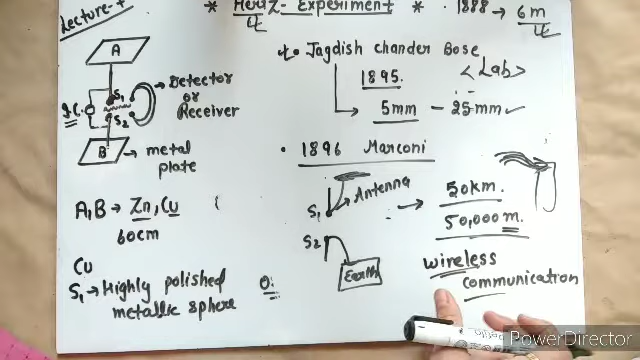 Lecture-
* Hertz-Experiment * 1888 → 6m
A
S1
I.C.
S2
B
→ Detector
or
Receiver
→ metal
plate
A,B → Zn, Cu
60cm
Cu
S1 → Highly polished
metallic sphere
Jagdish chander Bose
1895. <Lab>
5mm - 25mm
• 1896 Marconi
S1 Antenna
S2
Earth
→ 50km.
50,000m.
wireless
communication
PowerDirector